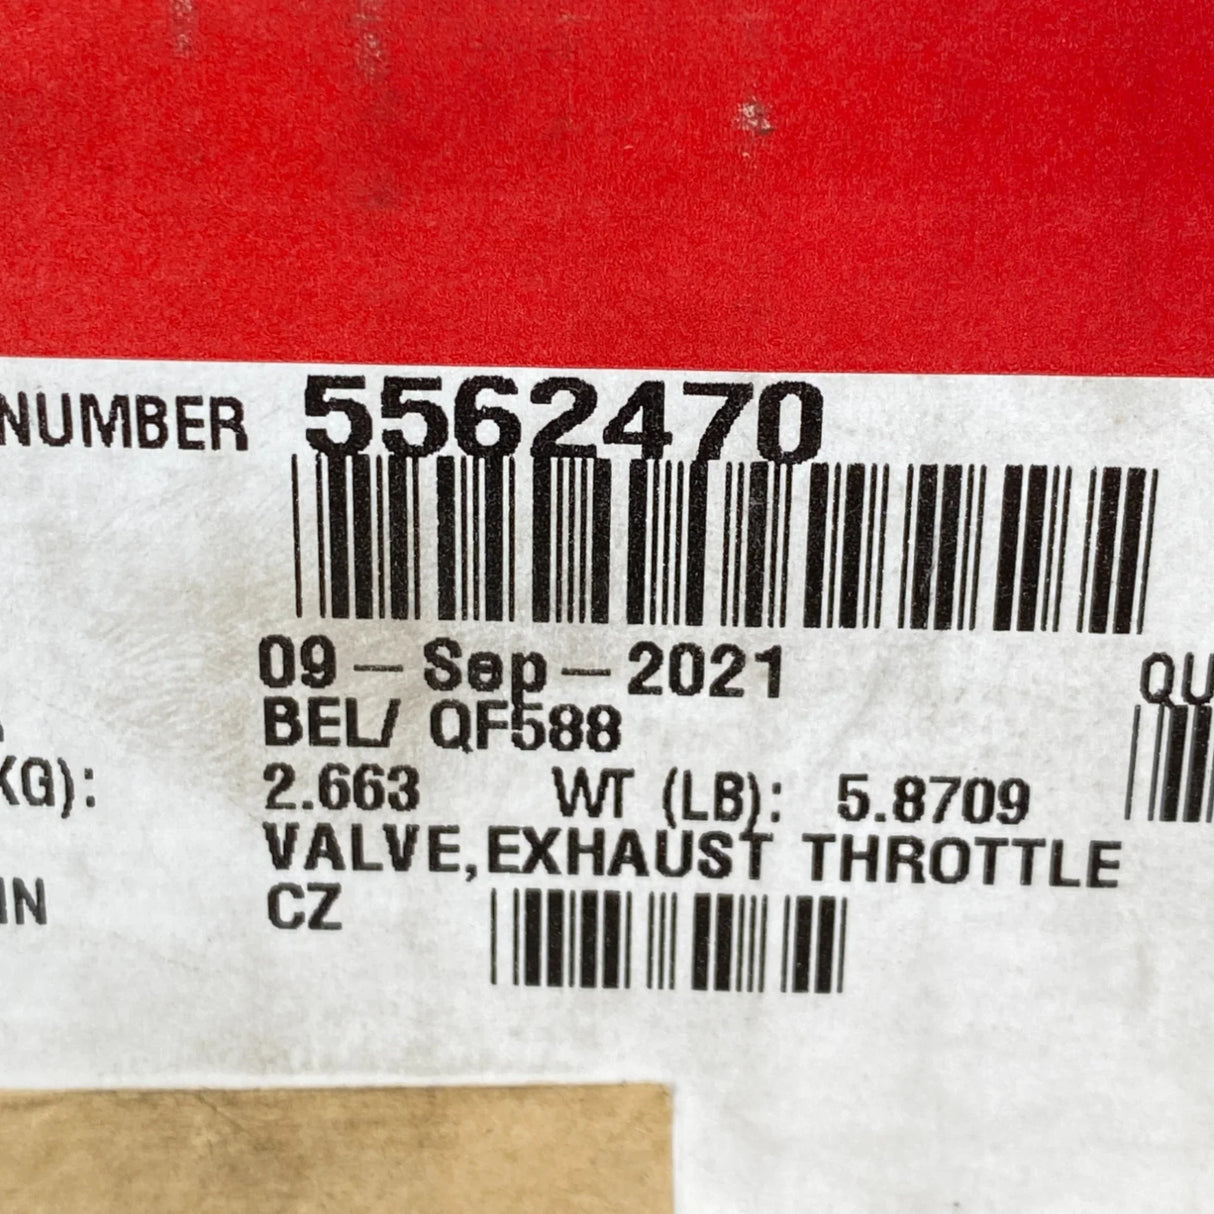 NUMBER 5562470
09-Sep-2021 QU
BEL/ QF588
KG): 2.663 WT (LB): 5.8709
VALVE,EXHAUST THROTTLE
IN CZ